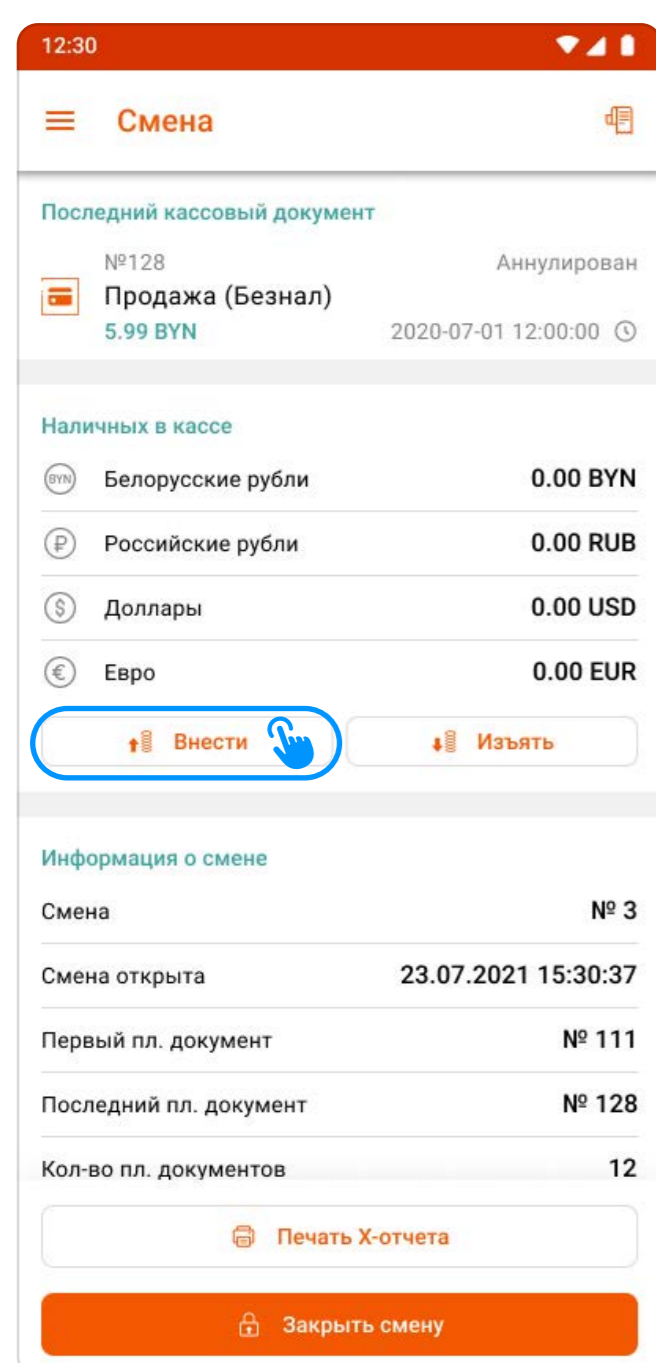 12:30
Смена
Последний кассовый документ
№128 Аннулирован
Продажа (Безнал)
5.99 BYN 2020-07-01 12:00:00
Наличных в кассе
BYN Белорусские рубли 0.00 BYN
₽ Российские рубли 0.00 RUB
$ Доллары 0.00 USD
€ Евро 0.00 EUR
Внести Изъять
Информация о смене
Смена № 3
Смена открыта 23.07.2021 15:30:37
Первый пл. документ № 111
Последний пл. документ № 128
Кол-во пл. документов 12
Печать X-отчета
Закрыть смену